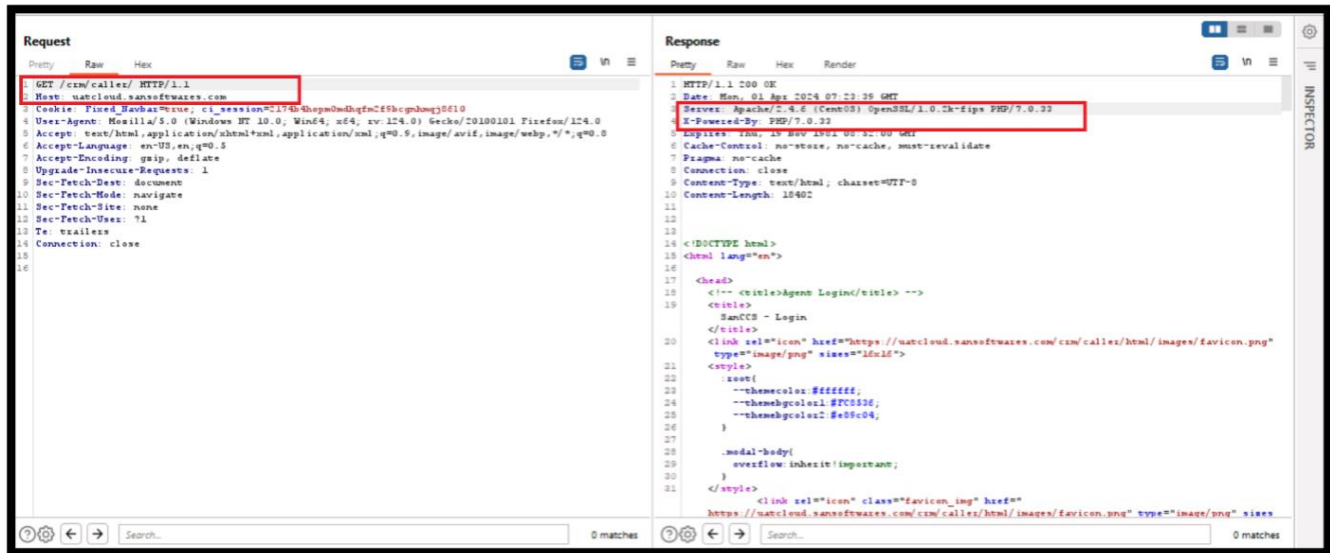 Request
Pretty Raw Hex
\n
1 GET /crm/caller/ HTTP/1.1
2 Host: uatcloud.sansoftwares.com
3 Cookie: Fixed_Navbar=true;
4 User-Agent: Mozilla/5.0 (Windows NT 10.0; Win64; x64; rv:124.0) Gecko/20100101 Firefox/124.0
5 Accept: text/html,application/xhtml+xml,application/xml;q=0.9,image/avif,image/webp,*/*;q=0.8
6 Accept-Language: en-US,en;q=0.5
7 Accept-Encoding: gzip, deflate
8 Upgrade-Insecure-Requests: 1
9 Sec-Fetch-Dest: document
10 Sec-Fetch-Mode: navigate
11 Sec-Fetch-Site: none
12 Sec-Fetch-User: ?1
13 Te: trailers
14 Connection: close
15
16
Search...
0 matches
Response
Pretty Raw Hex Render
\n
1 HTTP/1.1 200 OK
2 Date: Mon, 01 Apr 2024 07:23:39 GMT
3 Server: Apache/2.4.6 (CentOS) OpenSSL/1.0.2k-fips PHP/7.0.33
4 X-Powered-By: PHP/7.0.33
5 Expires: Thu, 19 Nov 1981 08:52:00 GMT
6 Cache-Control: no-store, no-cache, must-revalidate
7 Pragma: no-cache
8 Connection: close
9 Content-Type: text/html; charset=UTF-8
10 Content-Length: 18402
11
12
13
14 <!DOCTYPE html>
15 <html lang="en">
16
17 <head>
18 <!-- <title>Agent Login</title> -->
19 <title>
SanCCS - Login
</title>
20 <link rel="icon" href="https://uatcloud.sansoftwares.com/crm/caller/html/images/favicon.png"
type="image/png" sizes="16x16">
21 <style>
22 :root{
23 --themecolor:#ffffff;
24 --themebgcolor1:#FC8536;
25 --themebgcolor2:#e89c04;
26 }
27
28 .modal-body{
29 overflow:inherit!important;
30 }
31 </style>
<link rel="icon" class="favicon_img" href="
https://uatcloud.sansoftwares.com/crm/caller/html/images/favicon.png" type="image/png" sizes
Search...
0 matches
INSPECTOR